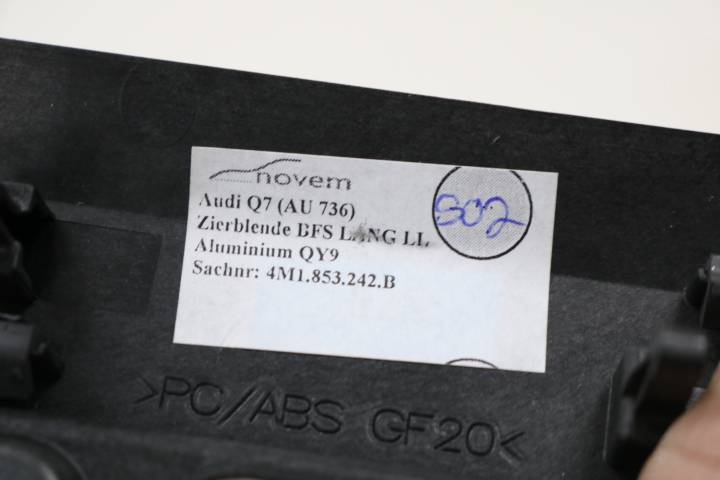 novem
Audi Q7 (AU 736)
Zierblende BFS LANG LL
Aluminium QY9
Sachnr: 4M1.853.242.B
S02
>PC/ABS GF20<